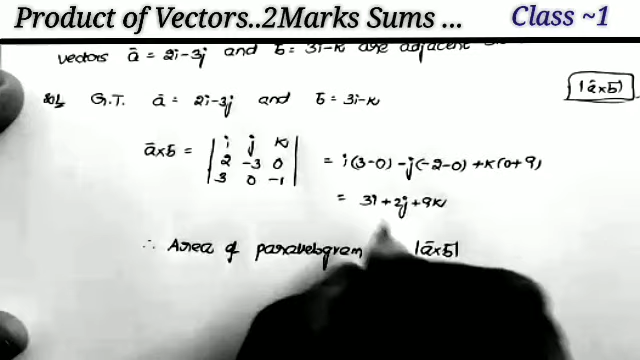 Product of Vectors..2Marks Sums ... Class ~1
vectors ā = 2i-3j and b̄ = 3i-k are adjacent
|ā×b̄|
Sol. G.T. ā = 2i-3j and b̄ = 3i-k
ā×b̄ = | i j k | = i(3-0) -j(-2-0) +k(0+9)
| 2 -3 0 |
| 3 0 -1 |
= 3i+2j+9k
∴ Area of parallelogram |ā×b̄|